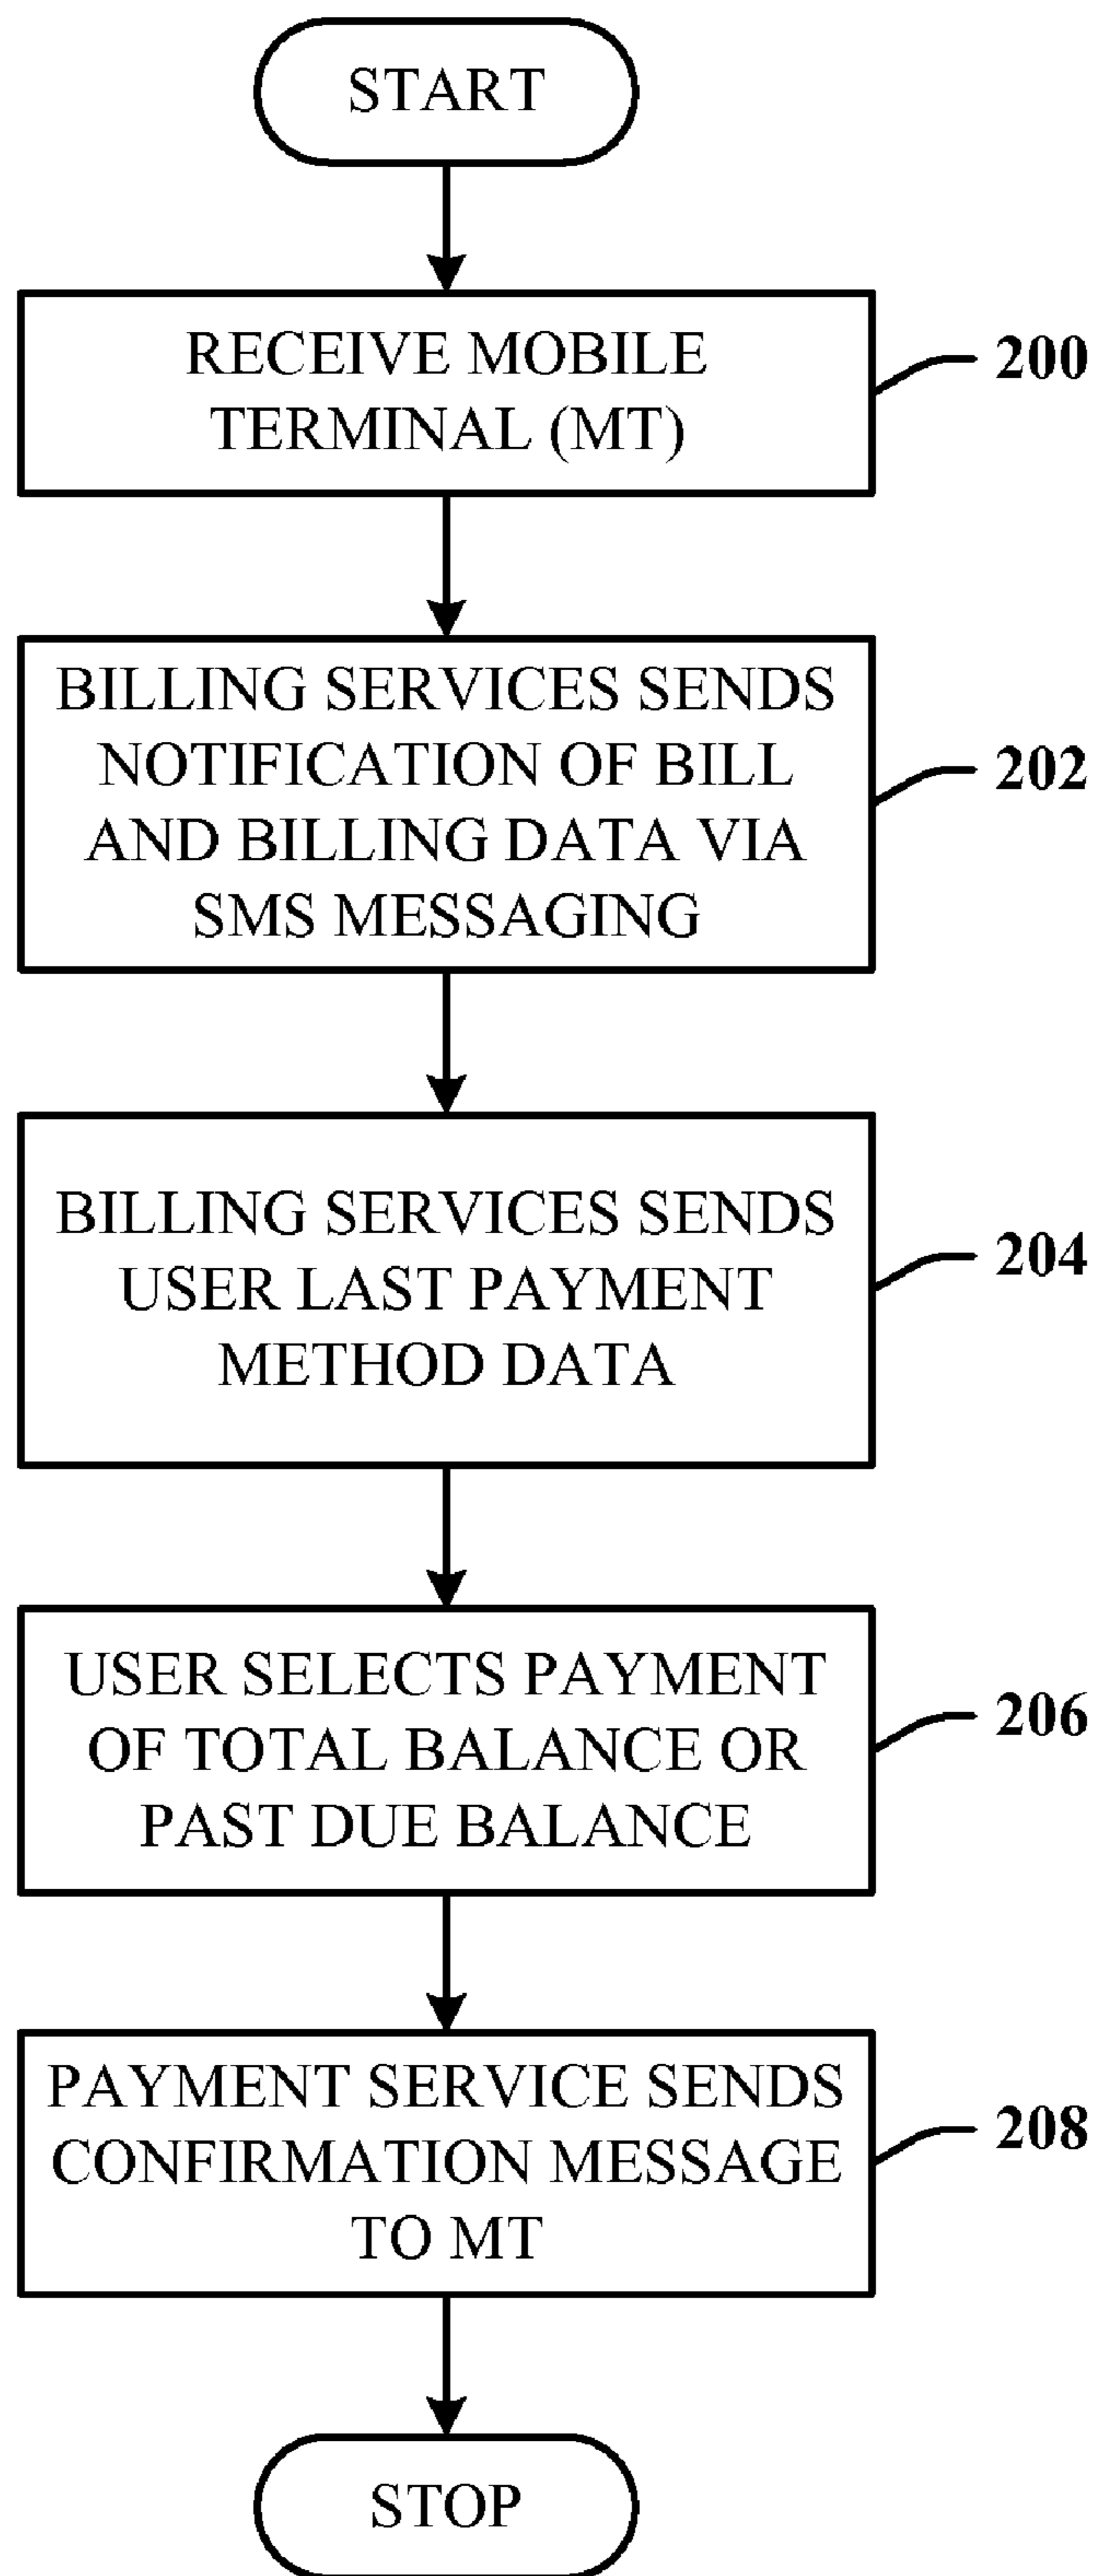 START
RECEIVE MOBILE
TERMINAL (MT)
200
BILLING SERVICES SENDS
NOTIFICATION OF BILL
AND BILLING DATA VIA
SMS MESSAGING
202
BILLING SERVICES SENDS
USER LAST PAYMENT
METHOD DATA
204
USER SELECTS PAYMENT
OF TOTAL BALANCE OR
PAST DUE BALANCE
206
PAYMENT SERVICE SENDS
CONFIRMATION MESSAGE
TO MT
208
STOP